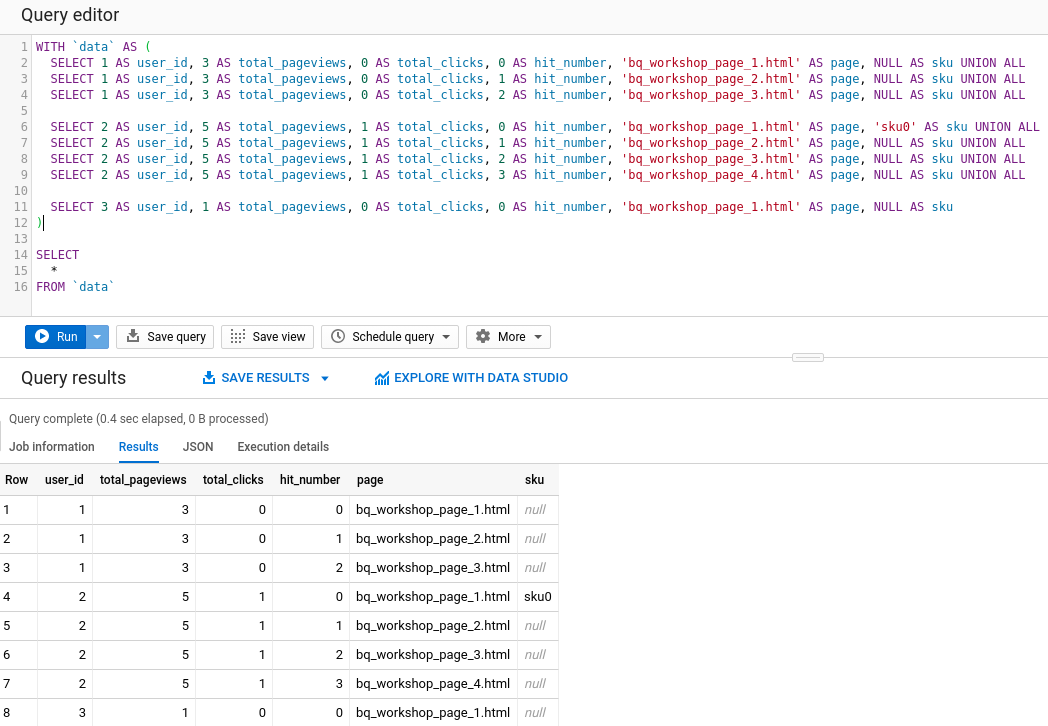 Query editor
1 WITH `data` AS (
2 SELECT 1 AS user_id, 3 AS total_pageviews, 0 AS total_clicks, 0 AS hit_number, 'bq_workshop_page_1.html' AS page, NULL AS sku UNION ALL
3 SELECT 1 AS user_id, 3 AS total_pageviews, 0 AS total_clicks, 1 AS hit_number, 'bq_workshop_page_2.html' AS page, NULL AS sku UNION ALL
4 SELECT 1 AS user_id, 3 AS total_pageviews, 0 AS total_clicks, 2 AS hit_number, 'bq_workshop_page_3.html' AS page, NULL AS sku UNION ALL
5
6 SELECT 2 AS user_id, 5 AS total_pageviews, 1 AS total_clicks, 0 AS hit_number, 'bq_workshop_page_1.html' AS page, 'sku0' AS sku UNION ALL
7 SELECT 2 AS user_id, 5 AS total_pageviews, 1 AS total_clicks, 1 AS hit_number, 'bq_workshop_page_2.html' AS page, NULL AS sku UNION ALL
8 SELECT 2 AS user_id, 5 AS total_pageviews, 1 AS total_clicks, 2 AS hit_number, 'bq_workshop_page_3.html' AS page, NULL AS sku UNION ALL
9 SELECT 2 AS user_id, 5 AS total_pageviews, 1 AS total_clicks, 3 AS hit_number, 'bq_workshop_page_4.html' AS page, NULL AS sku UNION ALL
10
11 SELECT 3 AS user_id, 1 AS total_pageviews, 0 AS total_clicks, 0 AS hit_number, 'bq_workshop_page_1.html' AS page, NULL AS sku
12 )
13
14 SELECT
15 *
16 FROM `data`
Run Save query Save view Schedule query More
Query results SAVE RESULTS EXPLORE WITH DATA STUDIO
Query complete (0.4 sec elapsed, 0 B processed)
Job information Results JSON Execution details
Row user_id total_pageviews total_clicks hit_number page sku
1 1 3 0 0 bq_workshop_page_1.html null
2 1 3 0 1 bq_workshop_page_2.html null
3 1 3 0 2 bq_workshop_page_3.html null
4 2 5 1 0 bq_workshop_page_1.html sku0
5 2 5 1 1 bq_workshop_page_2.html null
6 2 5 1 2 bq_workshop_page_3.html null
7 2 5 1 3 bq_workshop_page_4.html null
8 3 1 0 0 bq_workshop_page_1.html null